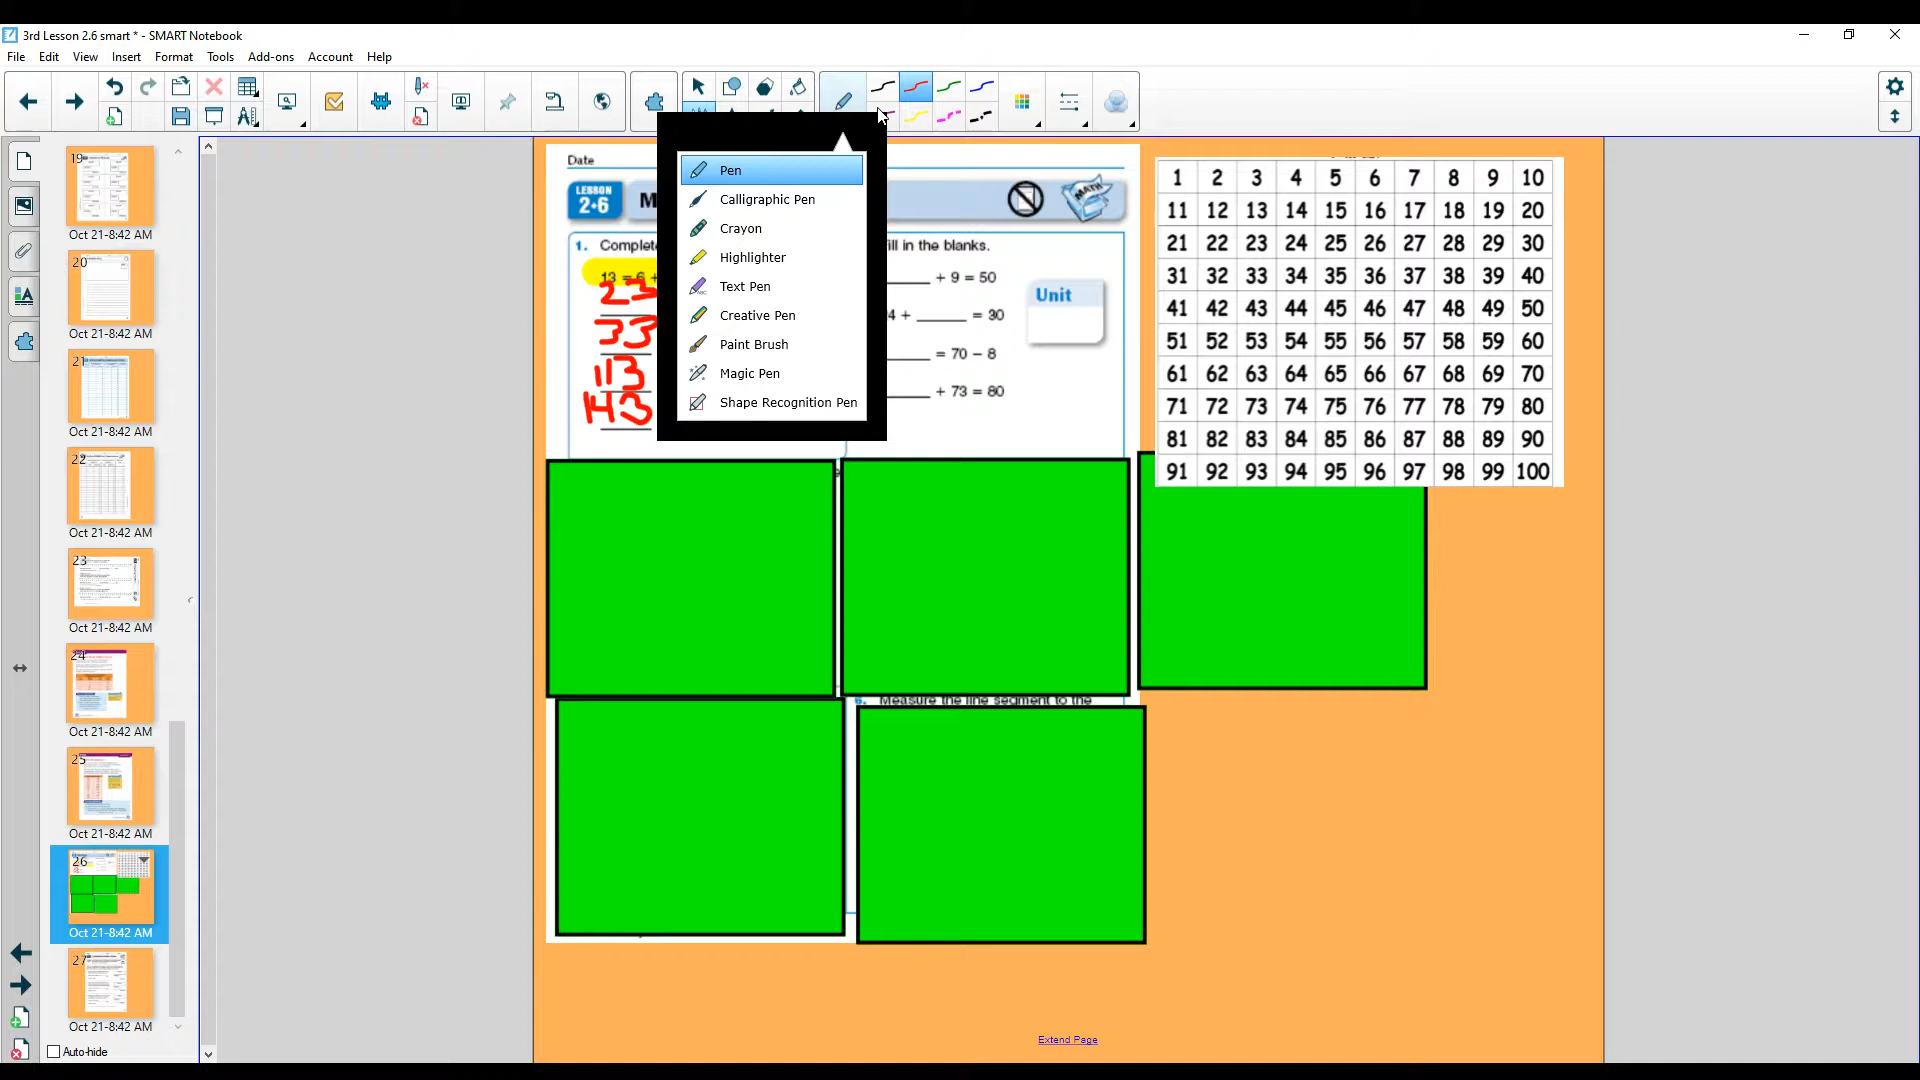 3rd Lesson 2.6 smart * - SMART Notebook
File Edit View Insert Format Tools Add-ons Account Help
19
Oct 21-8:42 AM
20
Oct 21-8:42 AM
21
Oct 21-8:42 AM
22
Oct 21-8:42 AM
23
Oct 21-8:42 AM
24
Oct 21-8:42 AM
25
Oct 21-8:42 AM
26
Oct 21-8:42 AM
27
Oct 21-8:42 AM
Auto-hide
Pen
Calligraphic Pen
Crayon
Highlighter
Text Pen
Creative Pen
Paint Brush
Magic Pen
Shape Recognition Pen
Date
LESSON
2•6
M
MATH
1. Complete
13 = 6 +
23
33
113
143
ill in the blanks.
_____ + 9 = 50
4 + _____ = 30
_____ = 70 – 8
_____ + 73 = 80
Unit
Measure the line segment to the
1 2 3 4 5 6 7 8 9 10
11 12 13 14 15 16 17 18 19 20
21 22 23 24 25 26 27 28 29 30
31 32 33 34 35 36 37 38 39 40
41 42 43 44 45 46 47 48 49 50
51 52 53 54 55 56 57 58 59 60
61 62 63 64 65 66 67 68 69 70
71 72 73 74 75 76 77 78 79 80
81 82 83 84 85 86 87 88 89 90
91 92 93 94 95 96 97 98 99 100
Extend Page